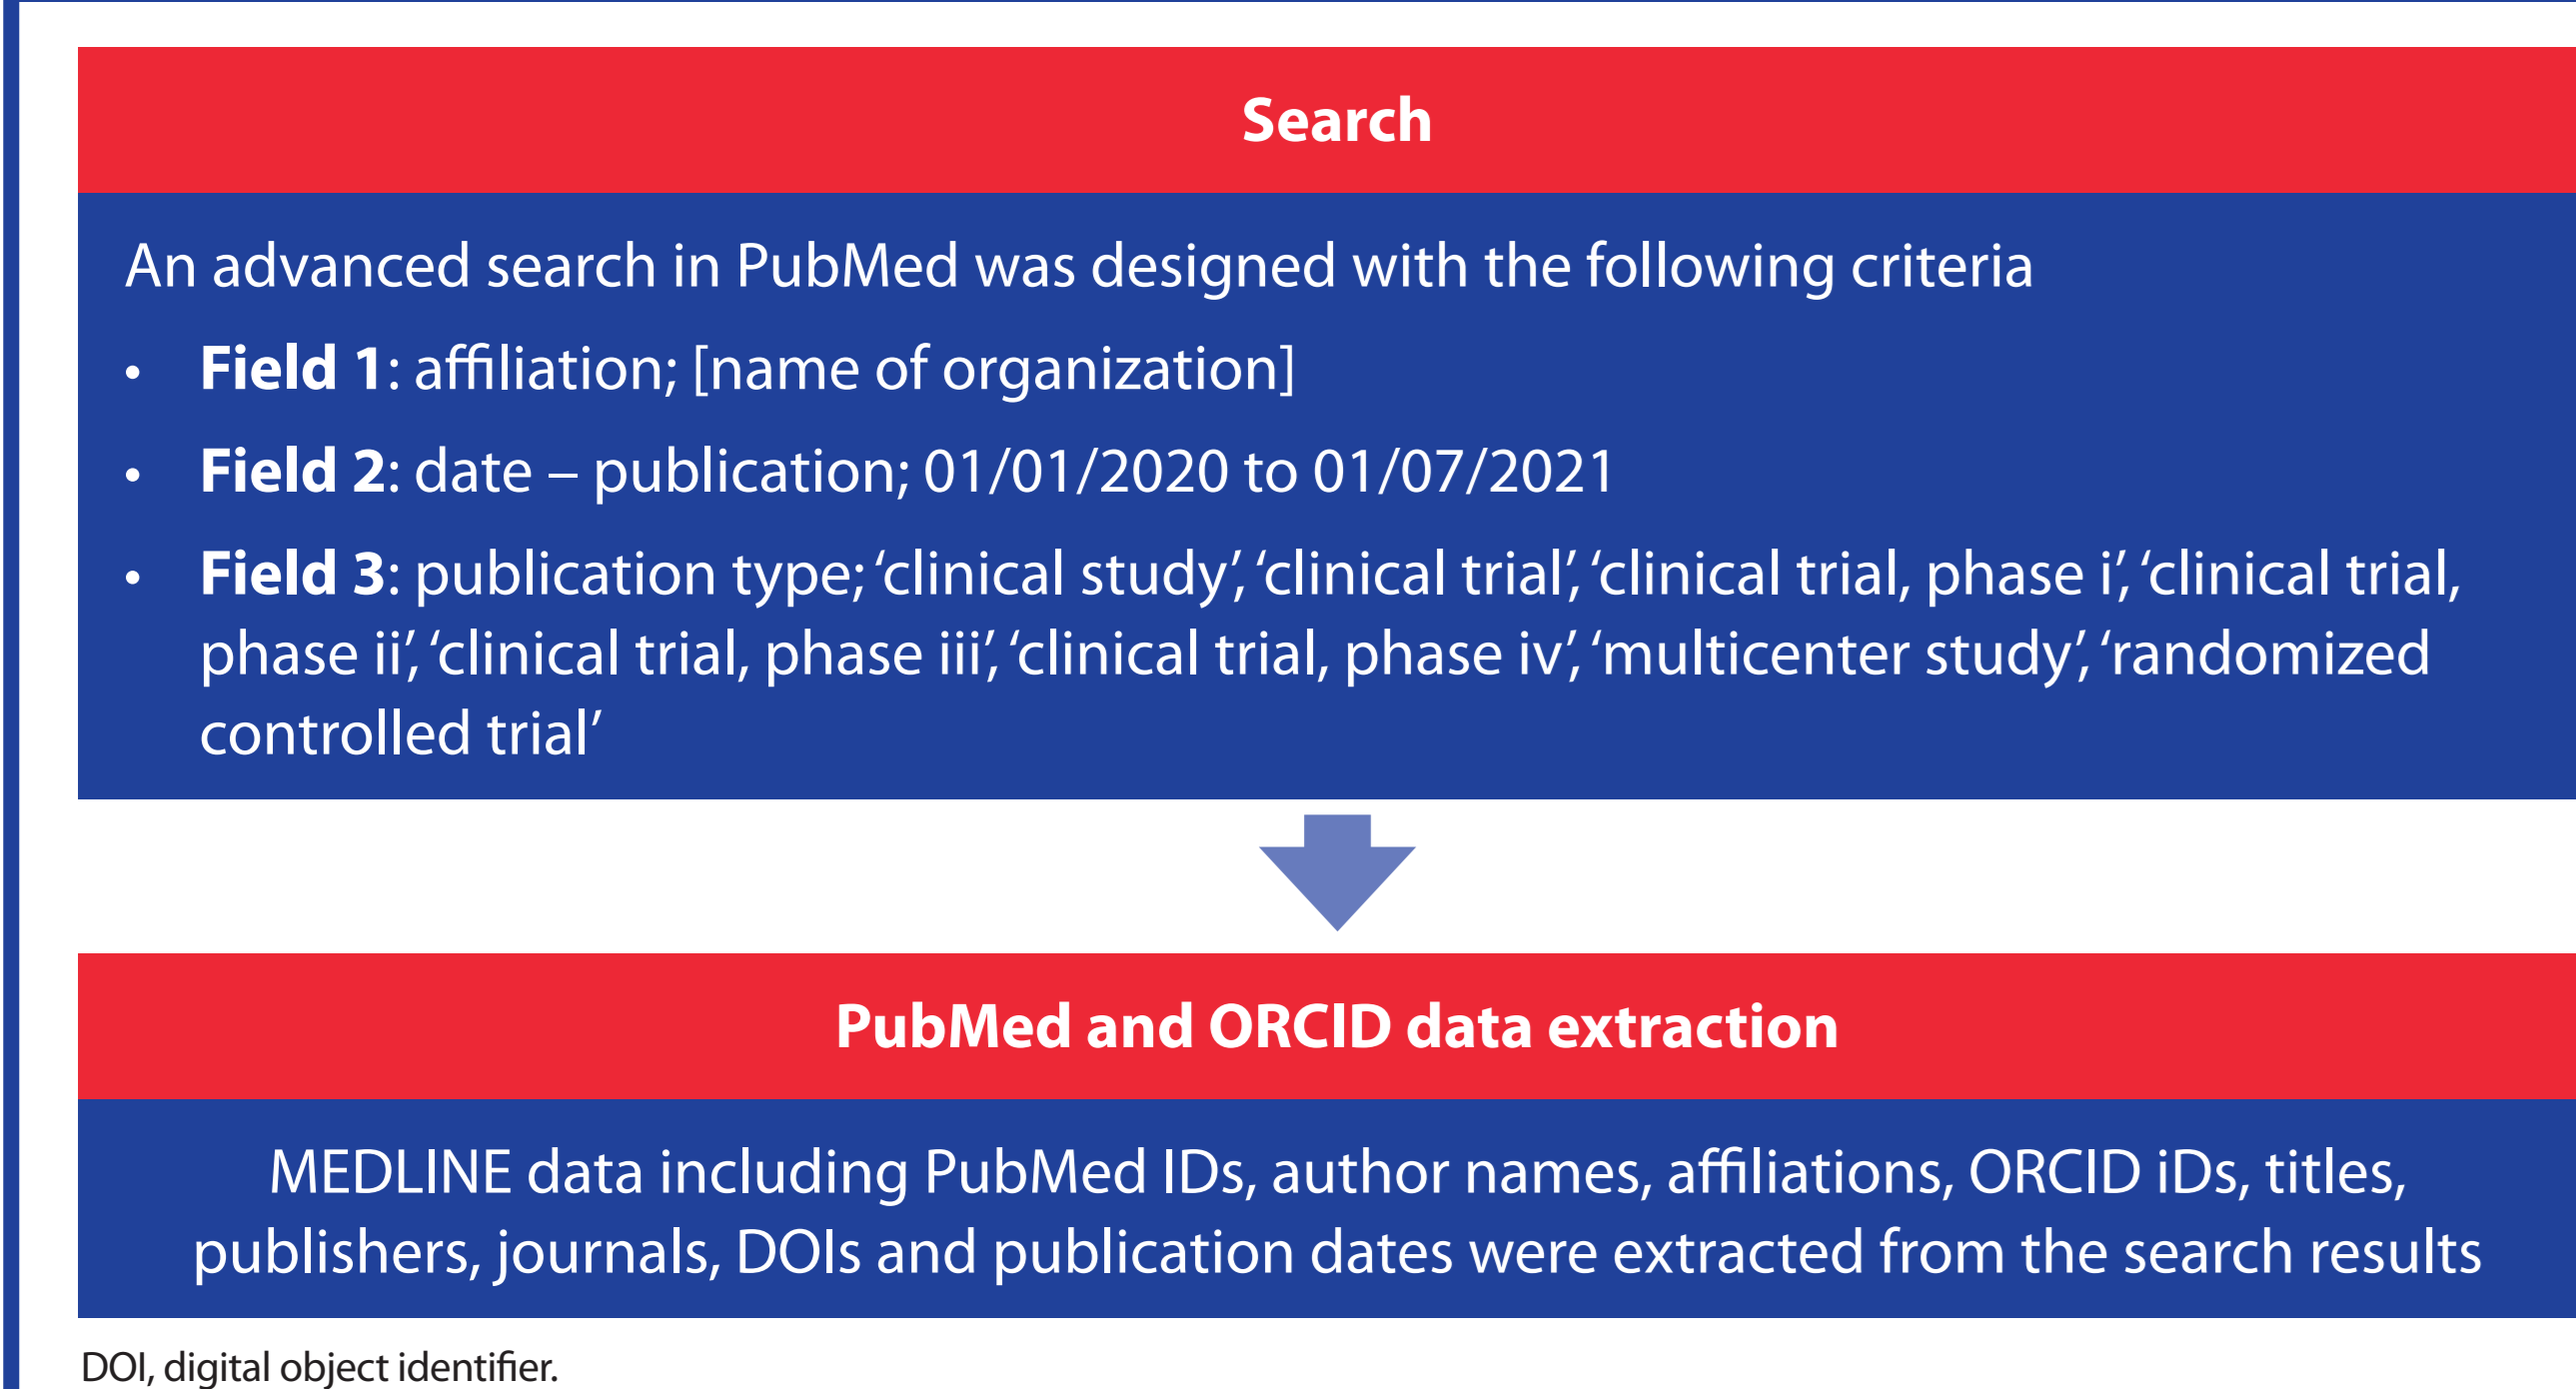 Search
An advanced search in PubMed was designed with the following criteria
• Field 1: affiliation; [name of organization]
• Field 2: date – publication; 01/01/2020 to 01/07/2021
• Field 3: publication type; ‘clinical study’, ‘clinical trial’, ‘clinical trial, phase i’, ‘clinical trial,
phase ii’, ‘clinical trial, phase iii’, ‘clinical trial, phase iv’, ‘multicenter study’, ‘randomized
controlled trial’
PubMed and ORCID data extraction
MEDLINE data including PubMed IDs, author names, affiliations, ORCID iDs, titles,
publishers, journals, DOIs and publication dates were extracted from the search results
DOI, digital object identifier.